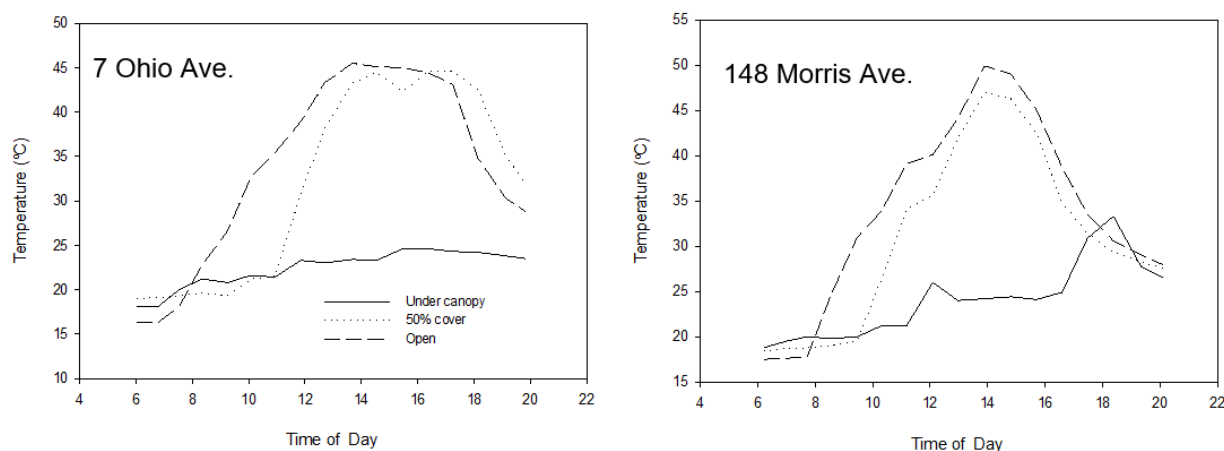 7 Ohio Ave.
Temperature (ºC)
50
45
40
35
30
25
20
15
10
Under canopy
50% cover
Open
4 6 8 10 12 14 16 18 20 22
Time of Day
148 Morris Ave.
Temperature (ºC)
55
50
45
40
35
30
25
20
15
4 6 8 10 12 14 16 18 20 22
Time of Day